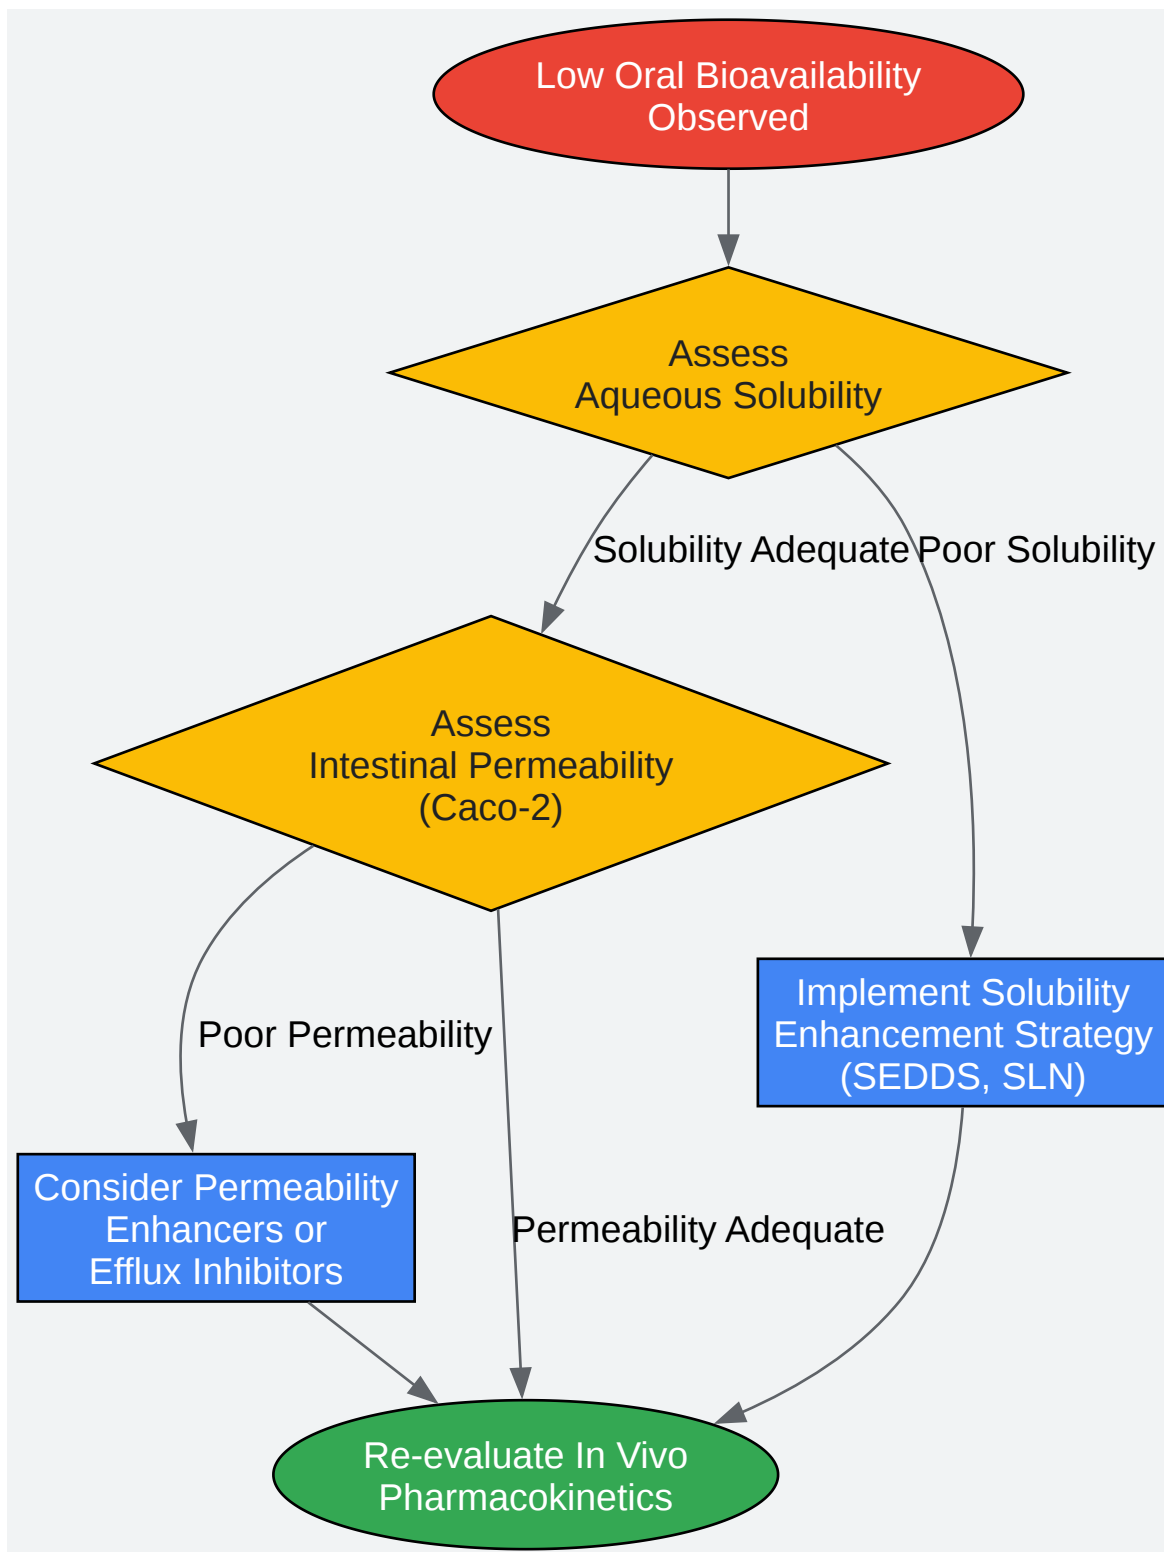 Low Oral Bioavailability
Observed
Assess
Aqueous Solubility
Solubility Adequate
Poor Solubility
Assess
Intestinal Permeability
(Caco-2)
Implement Solubility
Enhancement Strategy
(SEDDS, SLN)
Poor Permeability
Consider Permeability
Enhancers or
Efflux Inhibitors
Permeability Adequate
Re-evaluate In Vivo
Pharmacokinetics